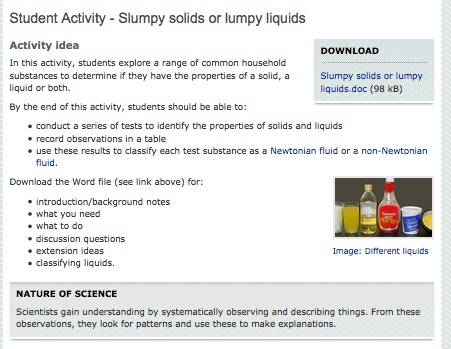 Student Activity - Slumpy solids or lumpy liquids
Activity idea
In this activity, students explore a range of common household
substances to determine if they have the properties of a solid, a
liquid or both.
By the end of this activity, students should be able to:
• conduct a series of tests to identify the properties of solids and liquids
• record observations in a table
• use these results to classify each test substance as a Newtonian fluid or a non-Newtonian
fluid.
DOWNLOAD
Slumpy solids or lumpy
liquids.doc (98 kB)
Download the Word file (see link above) for:
• introduction/background notes
• what you need
• what to do
• discussion questions
• extension ideas
• classifying liquids.
Image: Different liquids
NATURE OF SCIENCE
Scientists gain understanding by systematically observing and describing things. From these
observations, they look for patterns and use these to make explanations.